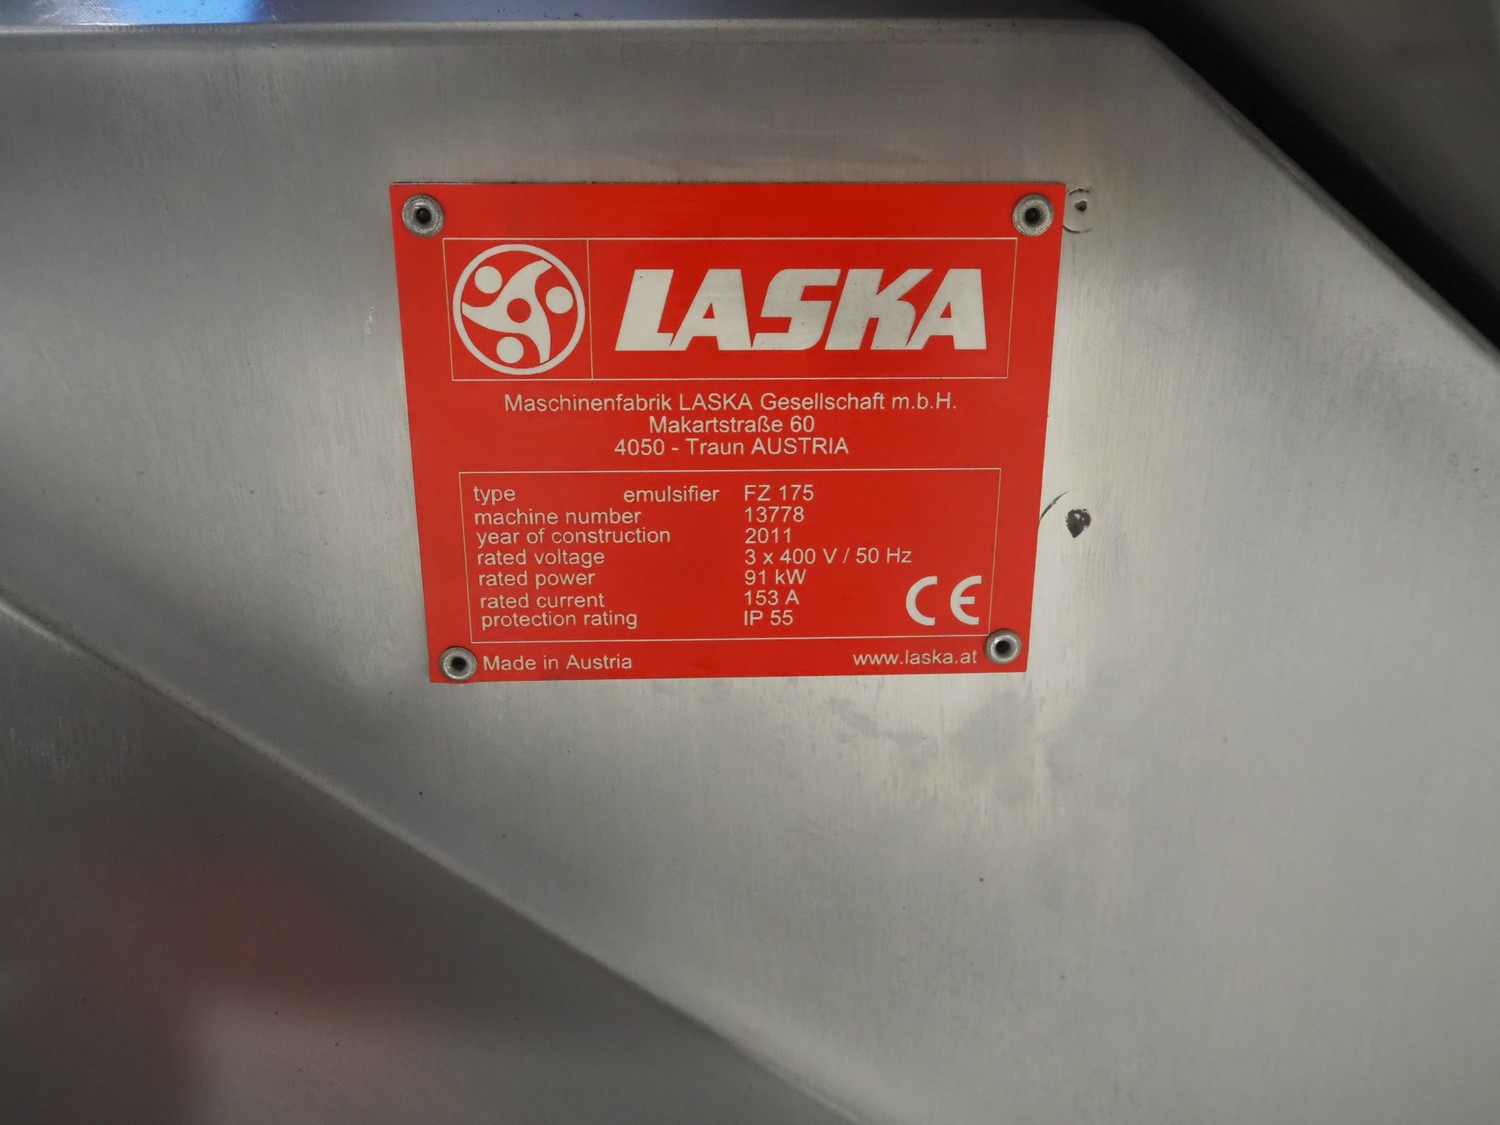 LASKA
Maschinenfabrik LASKA Gesellschaft m.b.H.
Makartstraße 60
4050 - Traun AUSTRIA
type emulsifier FZ 175
machine number 13778
year of construction 2011
rated voltage 3 x 400 V / 50 Hz
rated power 91 kW
rated current 153 A
protection rating IP 55
CE
Made in Austria www.laska.at